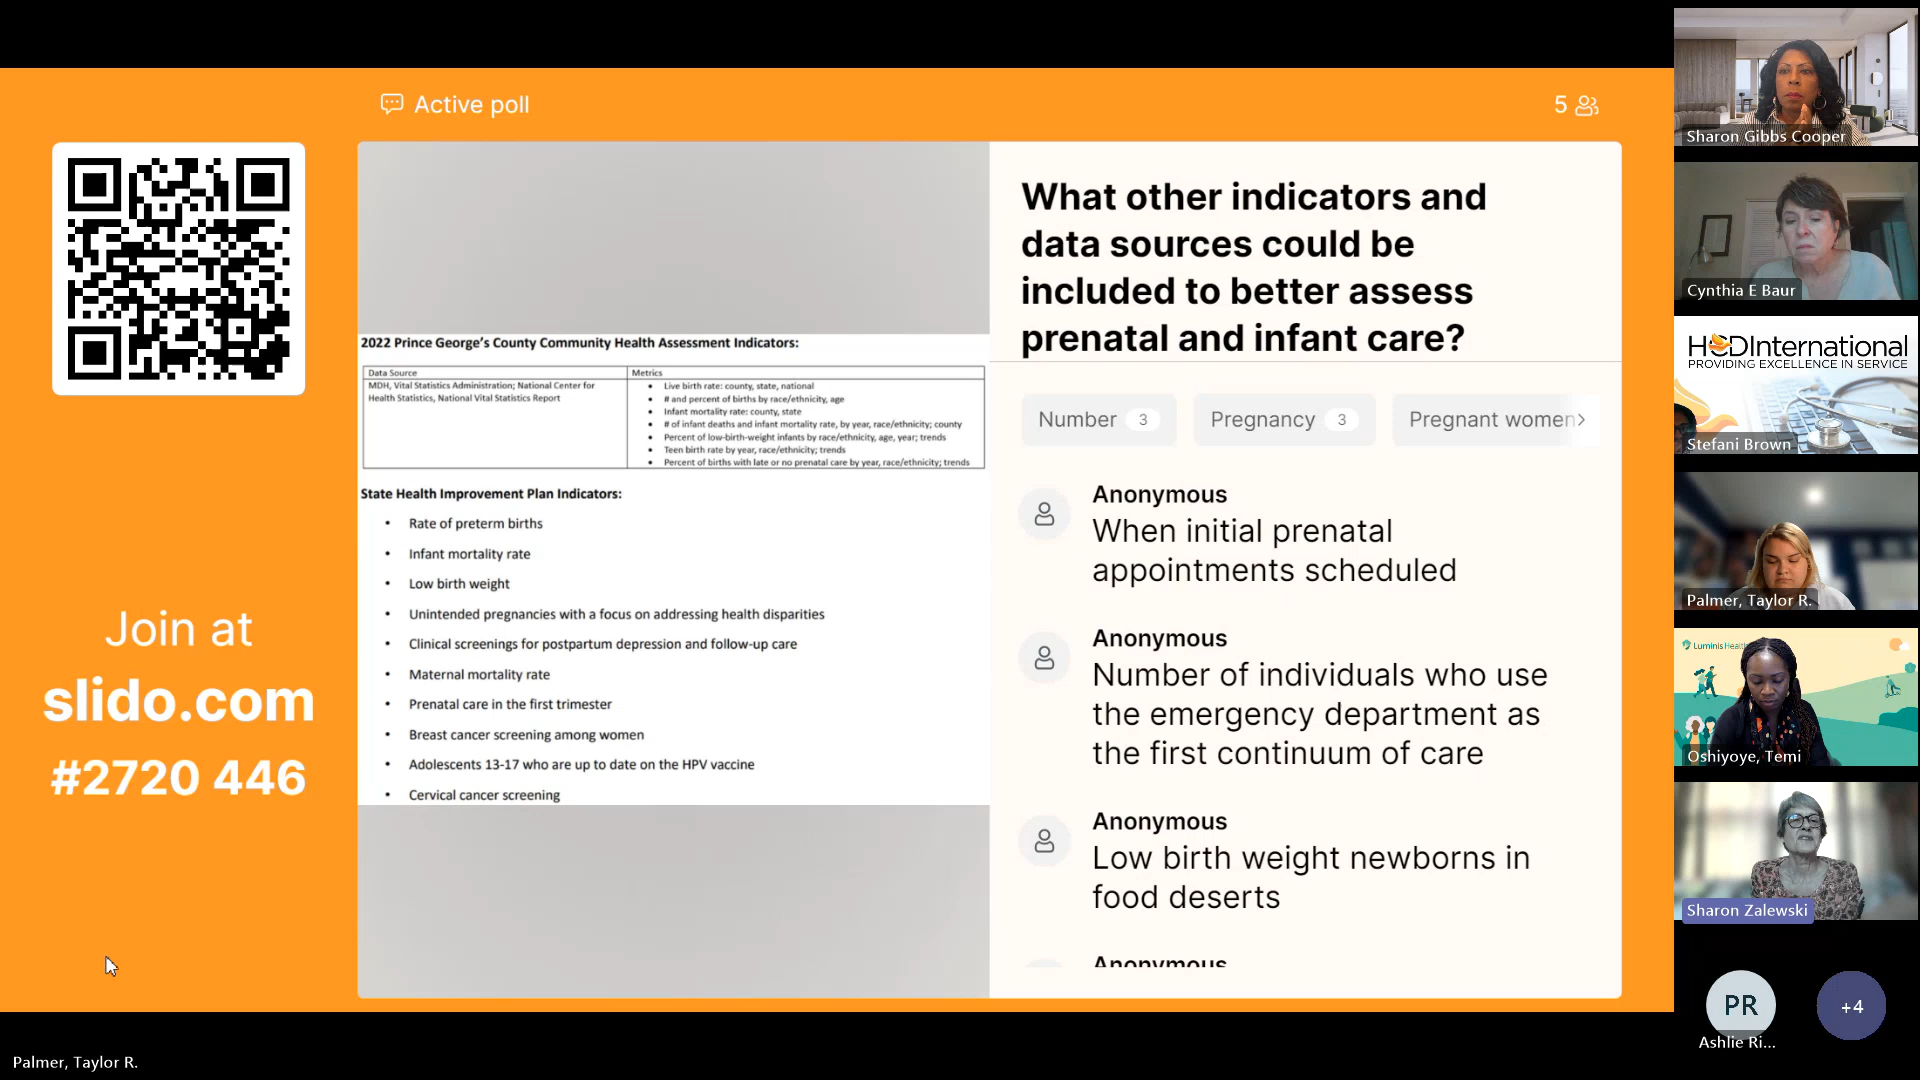 Active poll
5
Join at
slido.com
#2720 446
2022 Prince George's County Community Health Assessment Indicators:
Data Source
Metrics
MDH, Vital Statistics Administration; National Center for
Health Statistics, National Vital Statistics Report
• Live birth rate: county, state, national
• # and percent of births by race/ethnicity, age
• Infant mortality rate: county, state
• # of infant deaths and infant mortality rate, by year, race/ethnicity; county
• Percent of low-birth-weight infants by race/ethnicity, age, year; trends
• Teen birth rate by year, race/ethnicity; trends
• Percent of births with late or no prenatal care by year, race/ethnicity; trends
State Health Improvement Plan Indicators:
• Rate of preterm births
• Infant mortality rate
• Low birth weight
• Unintended pregnancies with a focus on addressing health disparities
• Clinical screenings for postpartum depression and follow-up care
• Maternal mortality rate
• Prenatal care in the first trimester
• Breast cancer screening among women
• Adolescents 13-17 who are up to date on the HPV vaccine
• Cervical cancer screening
What other indicators and
data sources could be
included to better assess
prenatal and infant care?
Number 3
Pregnancy 3
Pregnant women
Anonymous
When initial prenatal
appointments scheduled
Anonymous
Number of individuals who use
the emergency department as
the first continuum of care
Anonymous
Low birth weight newborns in
food deserts
Anonymous
Sharon Gibbs Cooper
Cynthia E Baur
HCDInternational
PROVIDING EXCELLENCE IN SERVICE
Stefani Brown
Palmer, Taylor R.
Luminis Health
Oshiyoye, Temi
Sharon Zalewski
PR
Ashlie Ri...
+4
Palmer, Taylor R.